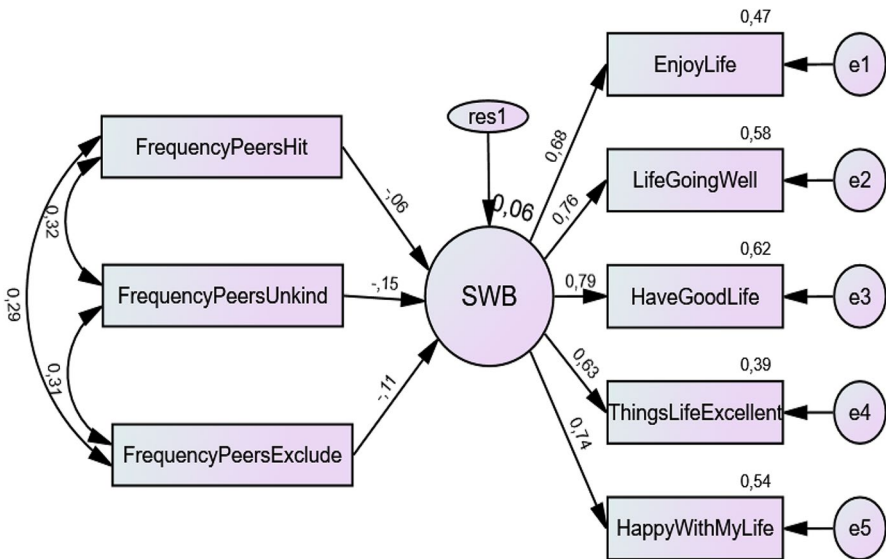 0,47
EnjoyLife
e1
res1
FrequencyPeersHit
0,68
0,58
LifeGoingWell
e2
-,06
0,06
0,76
0,32
0,62
FrequencyPeersUnkind
-,15
SWB
0,79
HaveGoodLife
e3
0,29
0,31
-,11
0,63
0,39
ThingsLifeExcellent
e4
0,74
FrequencyPeersExclude
0,54
HappyWithMyLife
e5